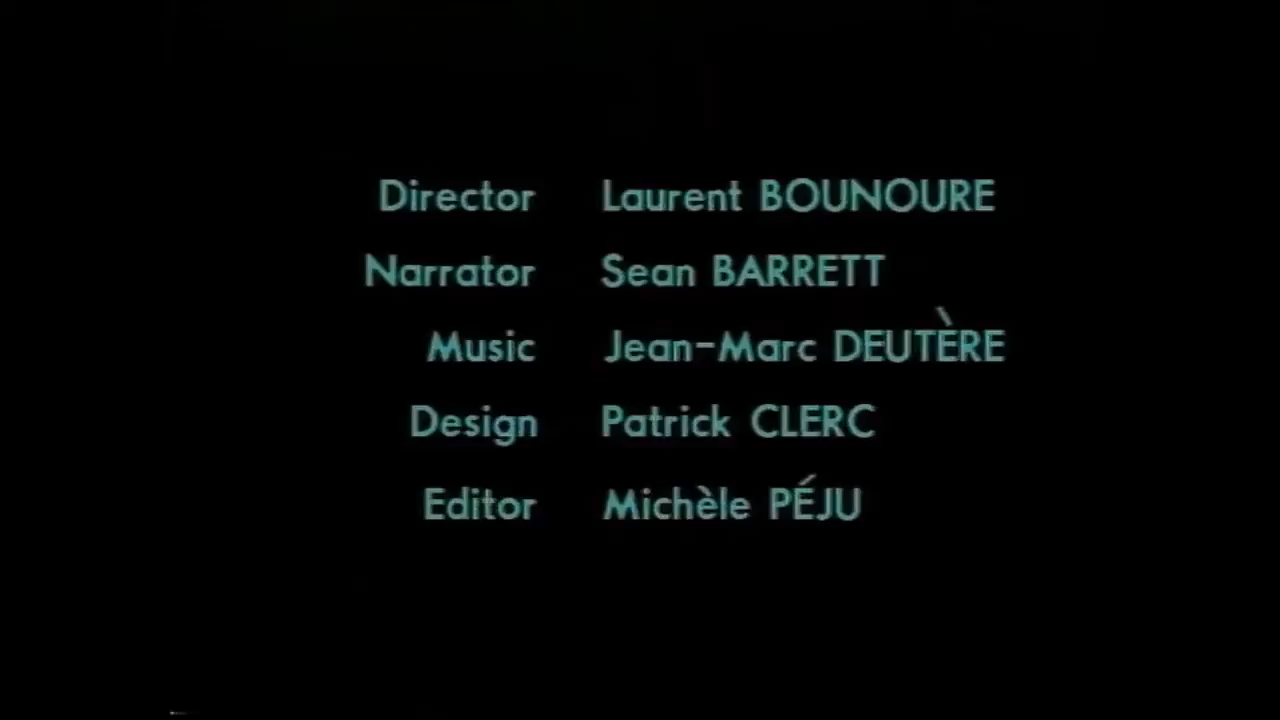 Director Laurent BOUNOURE
Narrator Sean BARRETT
Music Jean-Marc DEUTÈRE
Design Patrick CLERC
Editor Michèle PÉJU